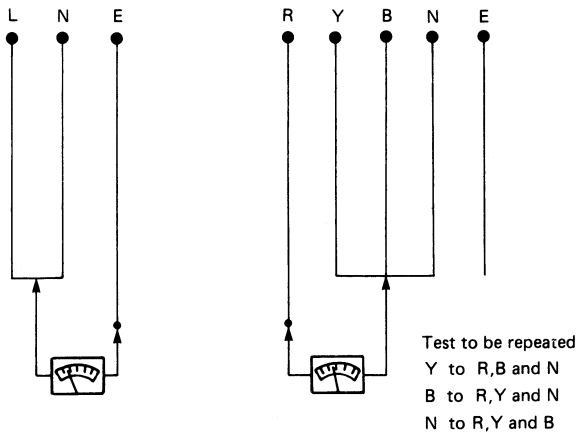 L N E R Y B N E
Test to be repeated
Y to R,B and N
B to R,Y and N
N to R,Y and B